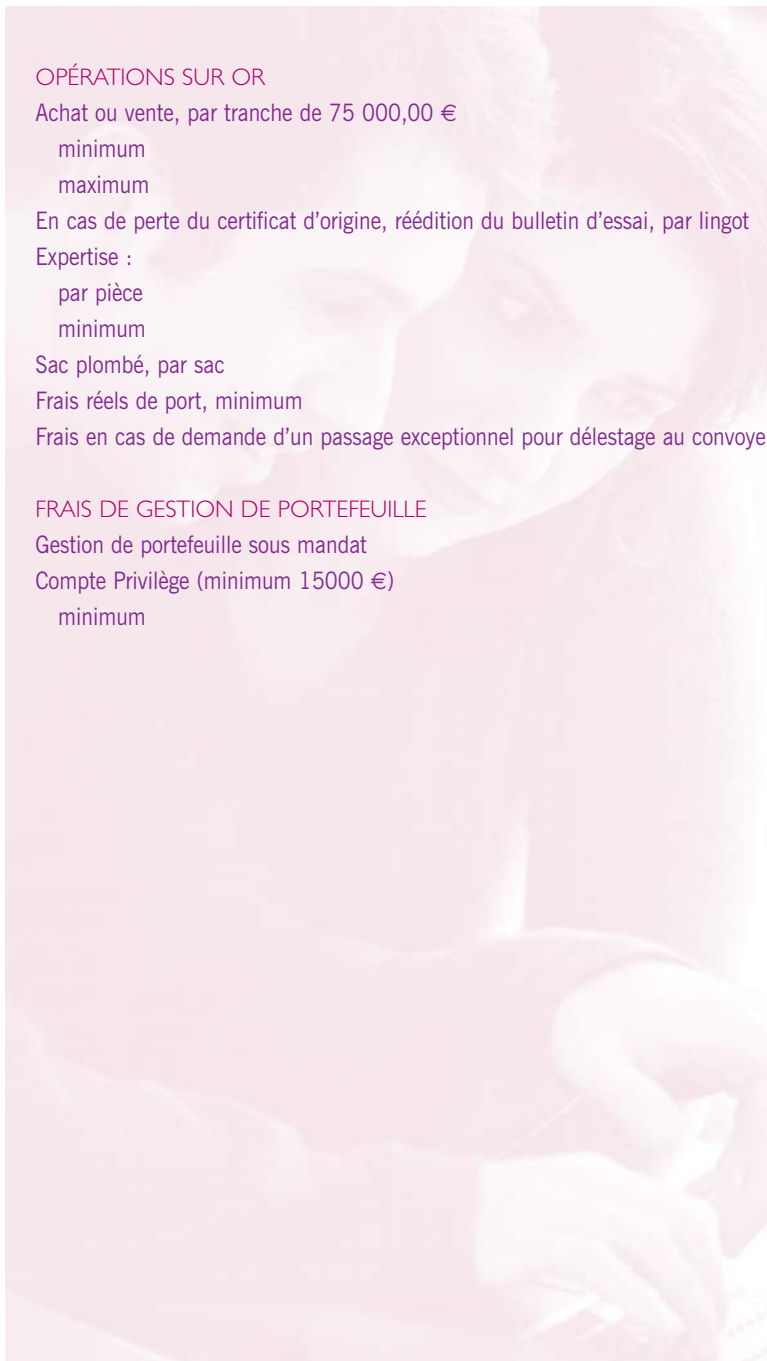 OPÉRATIONS SUR OR
Achat ou vente, par tranche de 75 000,00 €
minimum
maximum
En cas de perte du certificat d’origine, réédition du bulletin d’essai, par lingot
Expertise :
par pièce
minimum
Sac plombé, par sac
Frais réels de port, minimum
Frais en cas de demande d’un passage exceptionnel pour délestage au convoye
FRAIS DE GESTION DE PORTEFEUILLE
Gestion de portefeuille sous mandat
Compte Privilège (minimum 15000 €)
minimum